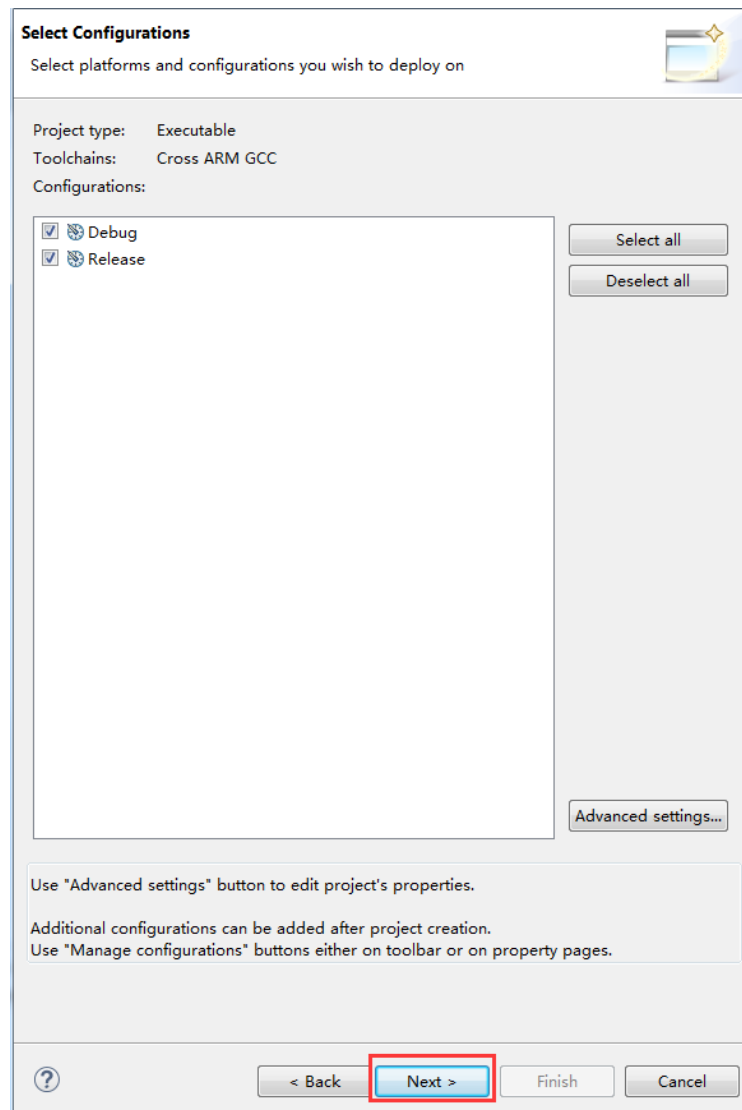 Select Configurations
Select platforms and configurations you wish to deploy on
Project type: Executable
Toolchains: Cross ARM GCC
Configurations:
Debug
Release
Select all
Deselect all
Advanced settings...
Use "Advanced settings" button to edit project's properties.
Additional configurations can be added after project creation.
Use "Manage configurations" buttons either on toolbar or on property pages.
?
< Back
Next >
Finish
Cancel